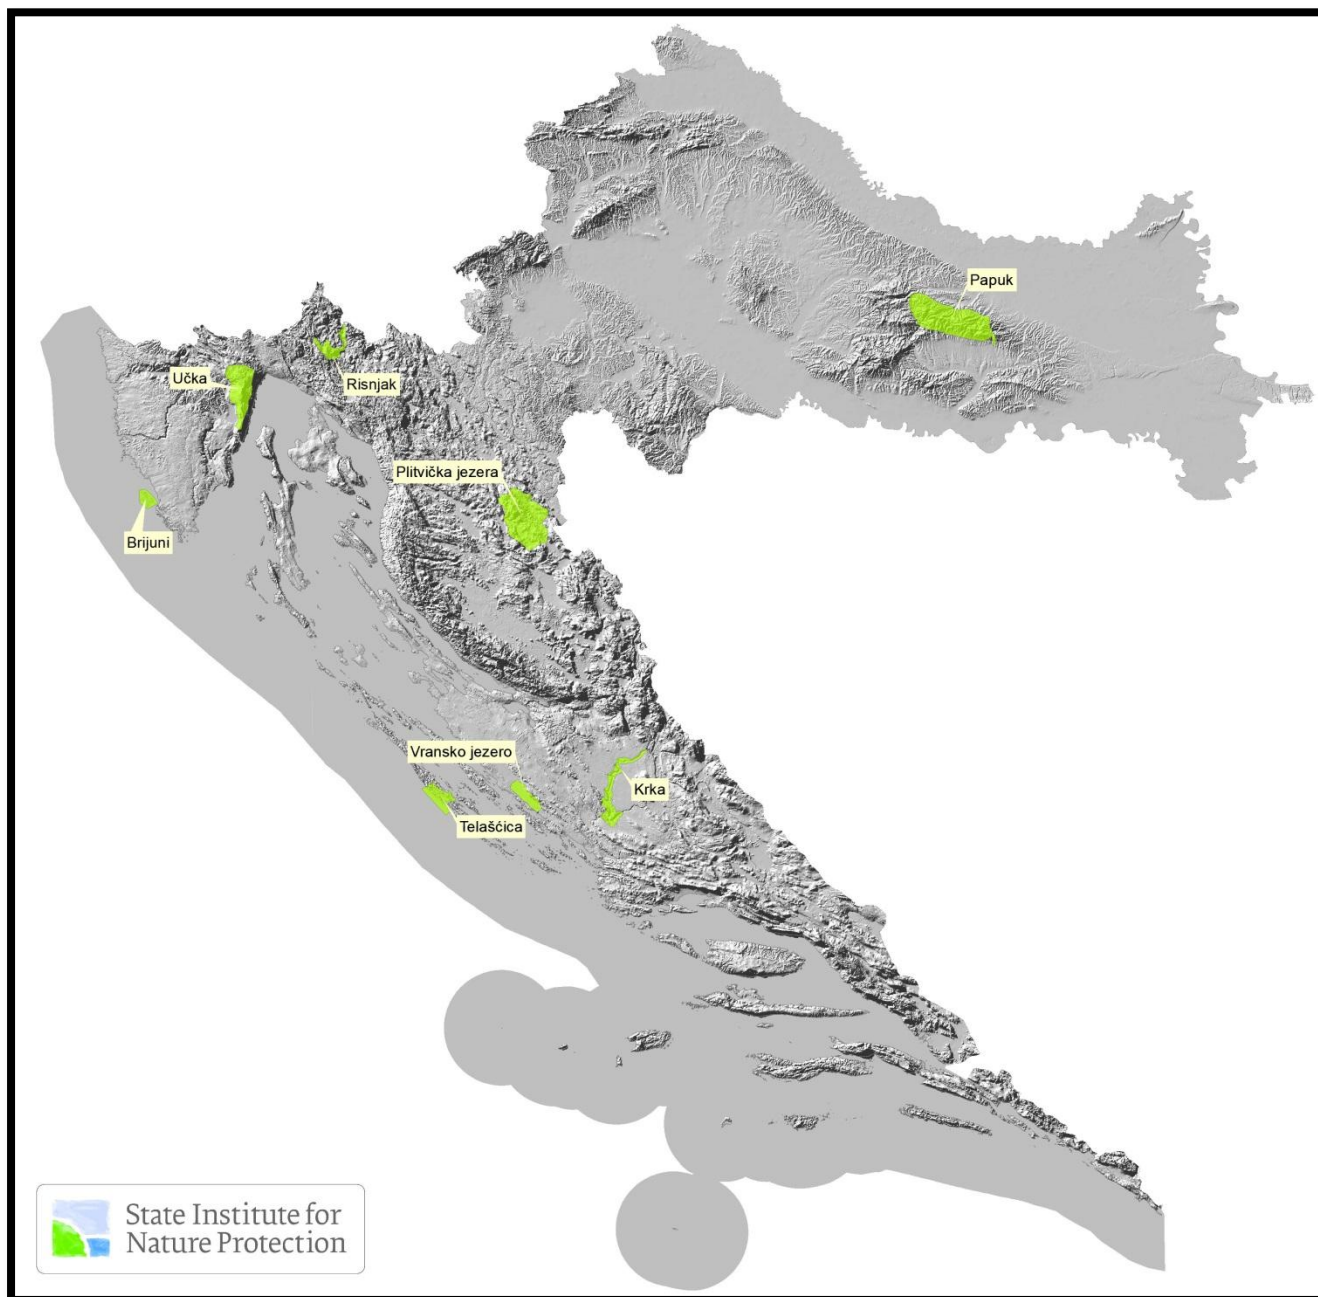 Papuk
Učka
Risnjak
Plitvička jezera
Brijuni
Vransko jezero
Krka
Telašćica
State Institute for
Nature Protection